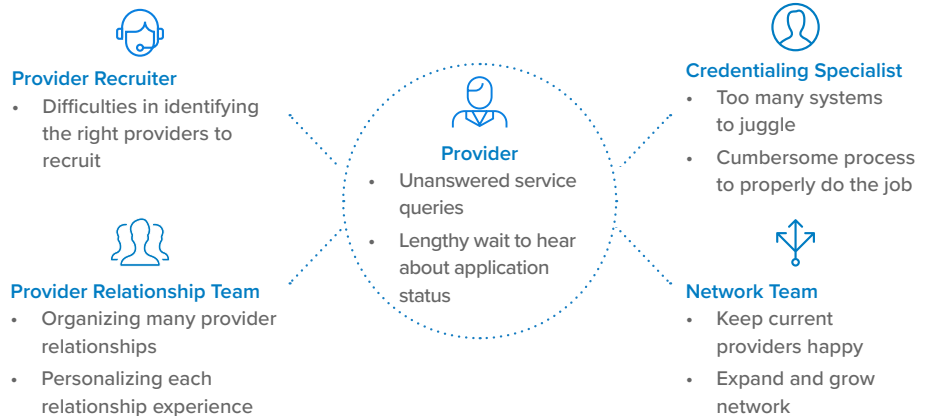 Provider Recruiter
• Difficulties in identifying
the right providers to
recruit
Provider Relationship Team
• Organizing many provider
relationships
• Personalizing each
relationship experience
Provider
• Unanswered service
queries
• Lengthy wait to hear
about application
status
Credentialing Specialist
• Too many systems
to juggle
• Cumbersome process
to properly do the job
Network Team
• Keep current
providers happy
• Expand and grow
network